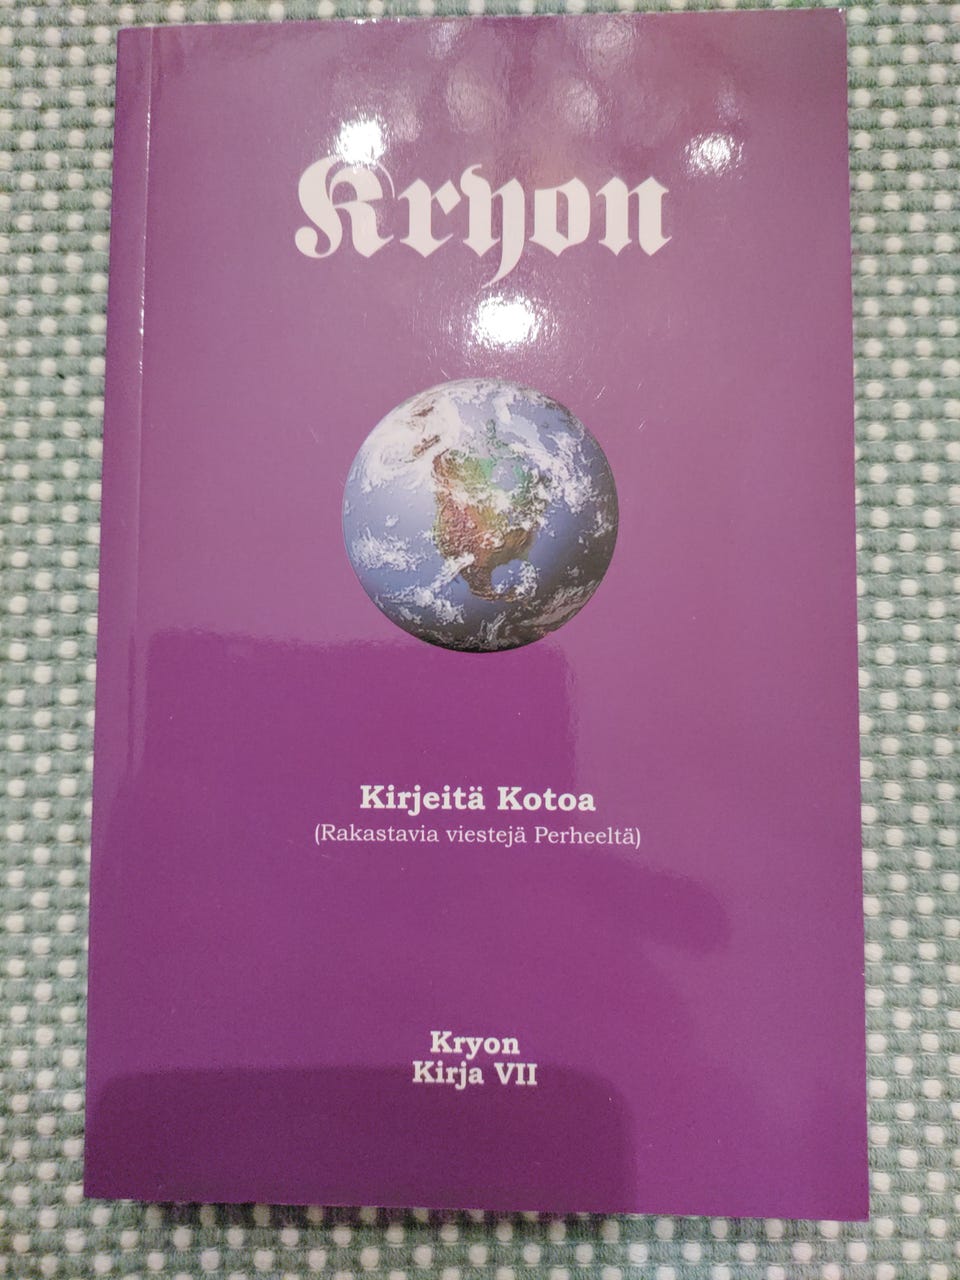 Kryon
Kirjeitä Kotoa
(Rakastavia viestejä Perheeltä)
Kryon
Kirja VII